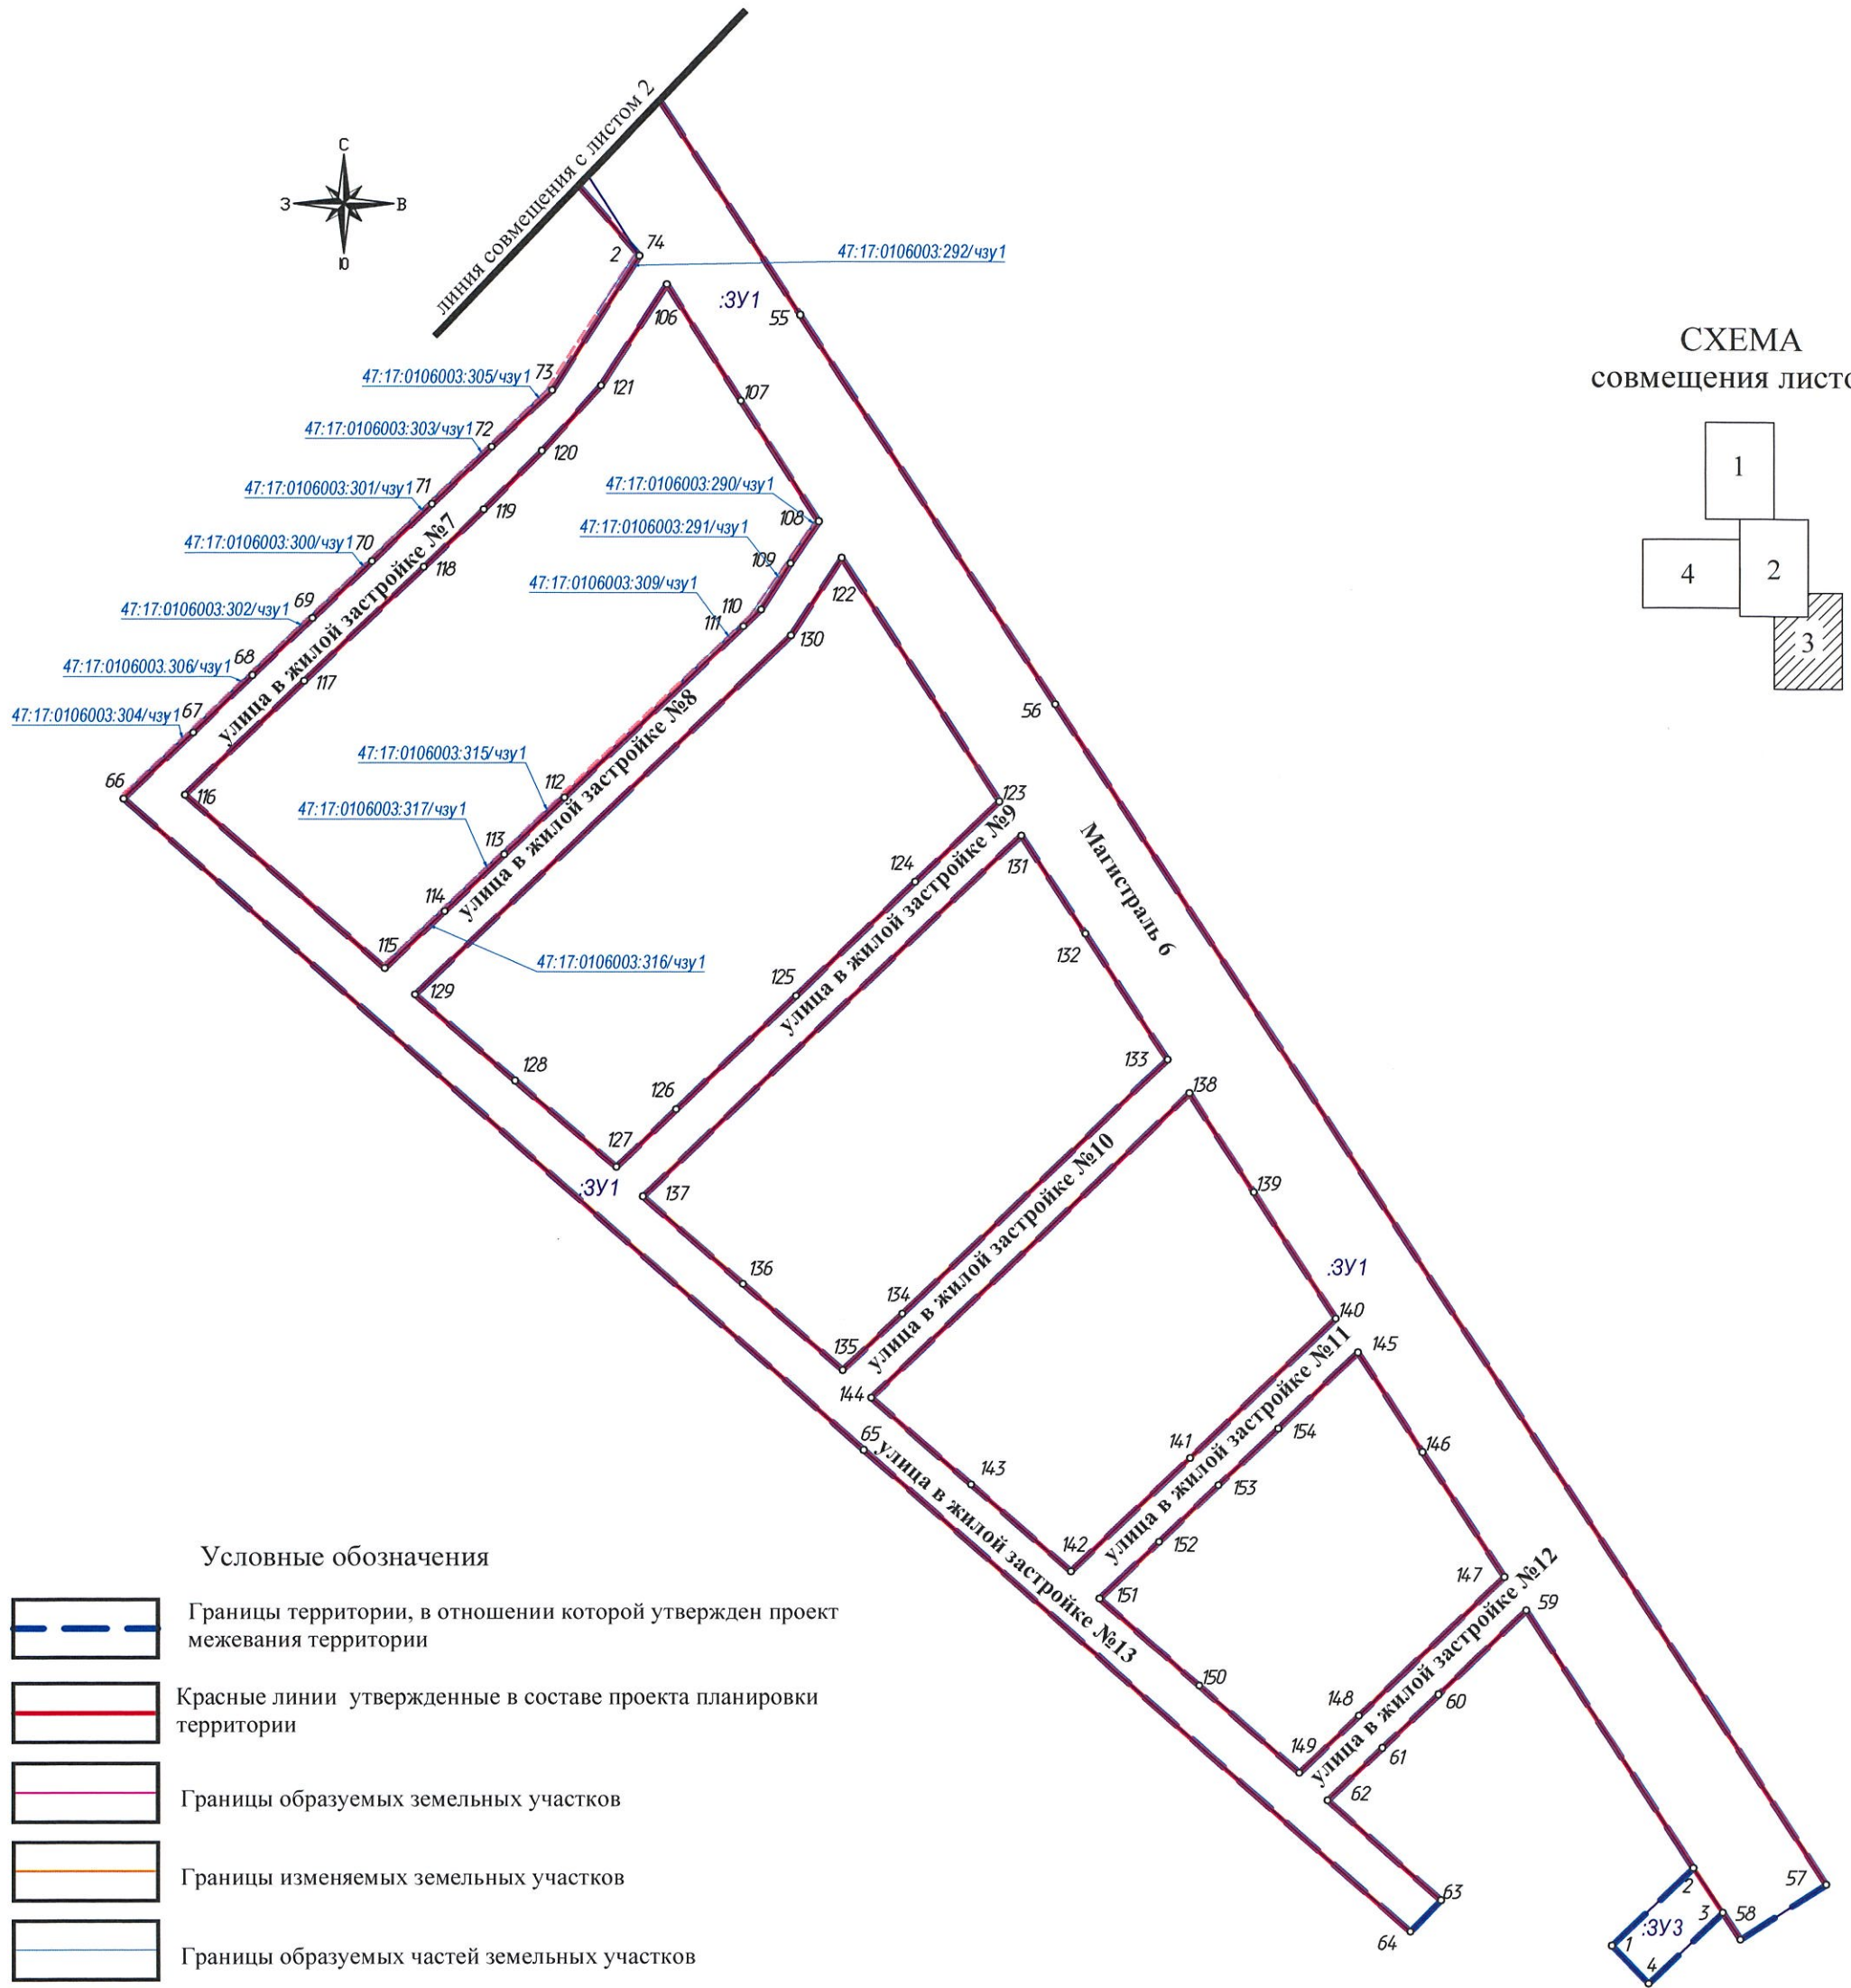 линия совмещения с листом 2
С
З
В
Ю
74
2
47:17:0106003:292/чзу1
:ЗУ1
55
106
СХЕМА
совмещения листо
1
2
4
3
47:17:0106003:305/чзу1
73
121
107
47:17:0106003:303/чзу1
72
120
47:17:0106003:301/чзу1
71
119
47:17:0106003:290/чзу1
108
47:17:0106003:291/чзу1
109
47:17:0106003:300/чзу1
70
118
улица в жилой застройке №7
47:17:0106003:309/чзу1
110
111
122
130
47:17:0106003:302/чзу1
69
47:17:0106003.306/чзу1
68
117
47:17:0106003:304/чзу1
67
56
66
116
47:17:0106003:315/чзу1
112
улица в жилой застройке №8
123
47:17:0106003:317/чзу1
113
114
124
131
улица в жилой застройке №9
Магистраль 6
115
47:17:0106003:316/чзу1
132
129
125
128
126
133
138
127
:ЗУ1
137
улица в жилой застройке №10
139
136
134
:ЗУ1
140
135
145
144
улица в жилой застройке №11
65
141
154
146
143
153
улица в жилой застройке №13
142
152
151
147
улица в жилой застройке №12
59
150
148
60
149
61
62
63
64
2
57
3
58
:ЗУ3
1
4
Условные обозначения
Границы территории, в отношении которой утвержден проект
межевания территории
Красные линии утвержденные в составе проекта планировки
территории
Границы образуемых земельных участков
Границы изменяемых земельных участков
Границы образуемых частей земельных участков